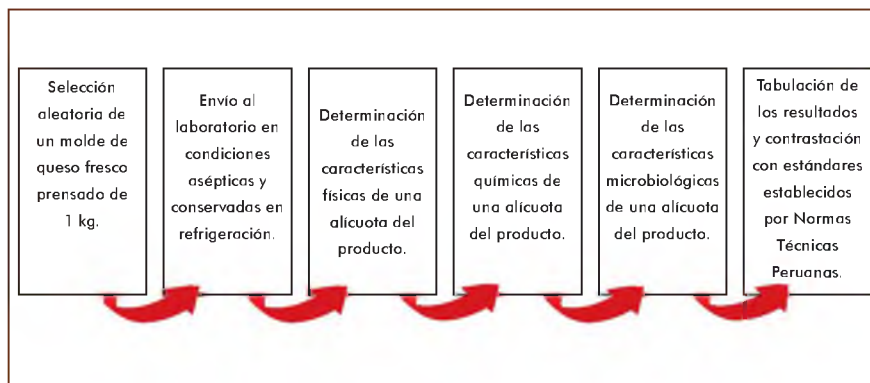 Selección
aleatoria de
un molde de
queso fresco
prensado de
1 kg.
Envío al
laboratorio en
condiciones
asépticas y
conservadas en
refrigeración.
Determinación
de las
características
físicas de una
alícuota del
producto.
Determinación
de las
características
químicas de
una alícuota
del producto.
Determinación
de las
características
microbiológicas
de una alícuota
del producto.
Tabulación de
los resultados
y contrastación
con estándares
establecidos
por Normas
Técnicas
Peruanas.